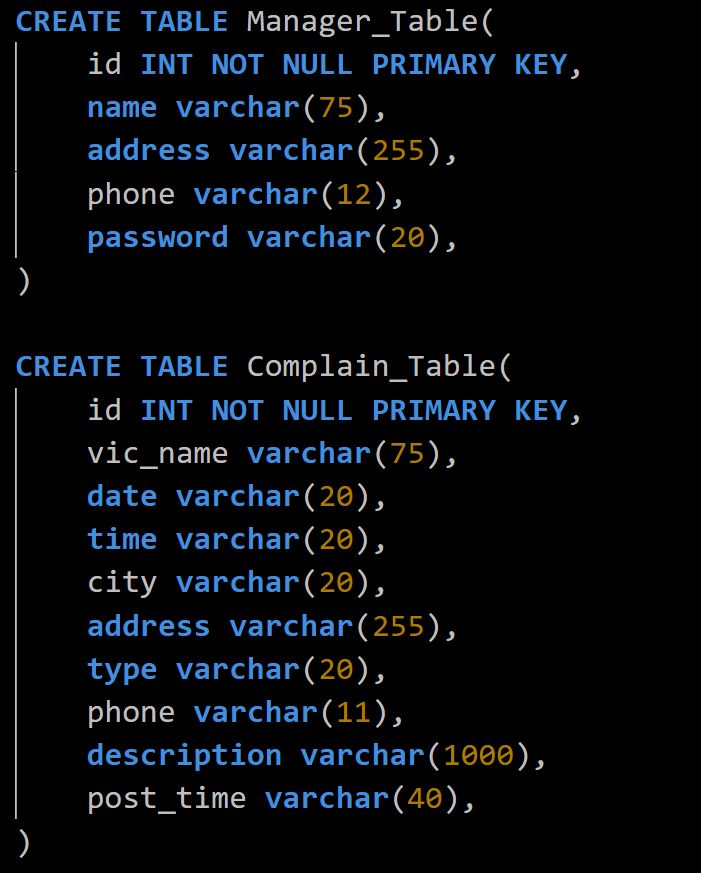 CREATE TABLE Manager_Table(
    id INT NOT NULL PRIMARY KEY,
    name varchar(75),
    address varchar(255),
    phone varchar(12),
    password varchar(20),
)

CREATE TABLE Complain_Table(
    id INT NOT NULL PRIMARY KEY,
    vic_name varchar(75),
    date varchar(20),
    time varchar(20),
    city varchar(20),
    address varchar(255),
    type varchar(20),
    phone varchar(11),
    description varchar(1000),
    post_time varchar(40),
)